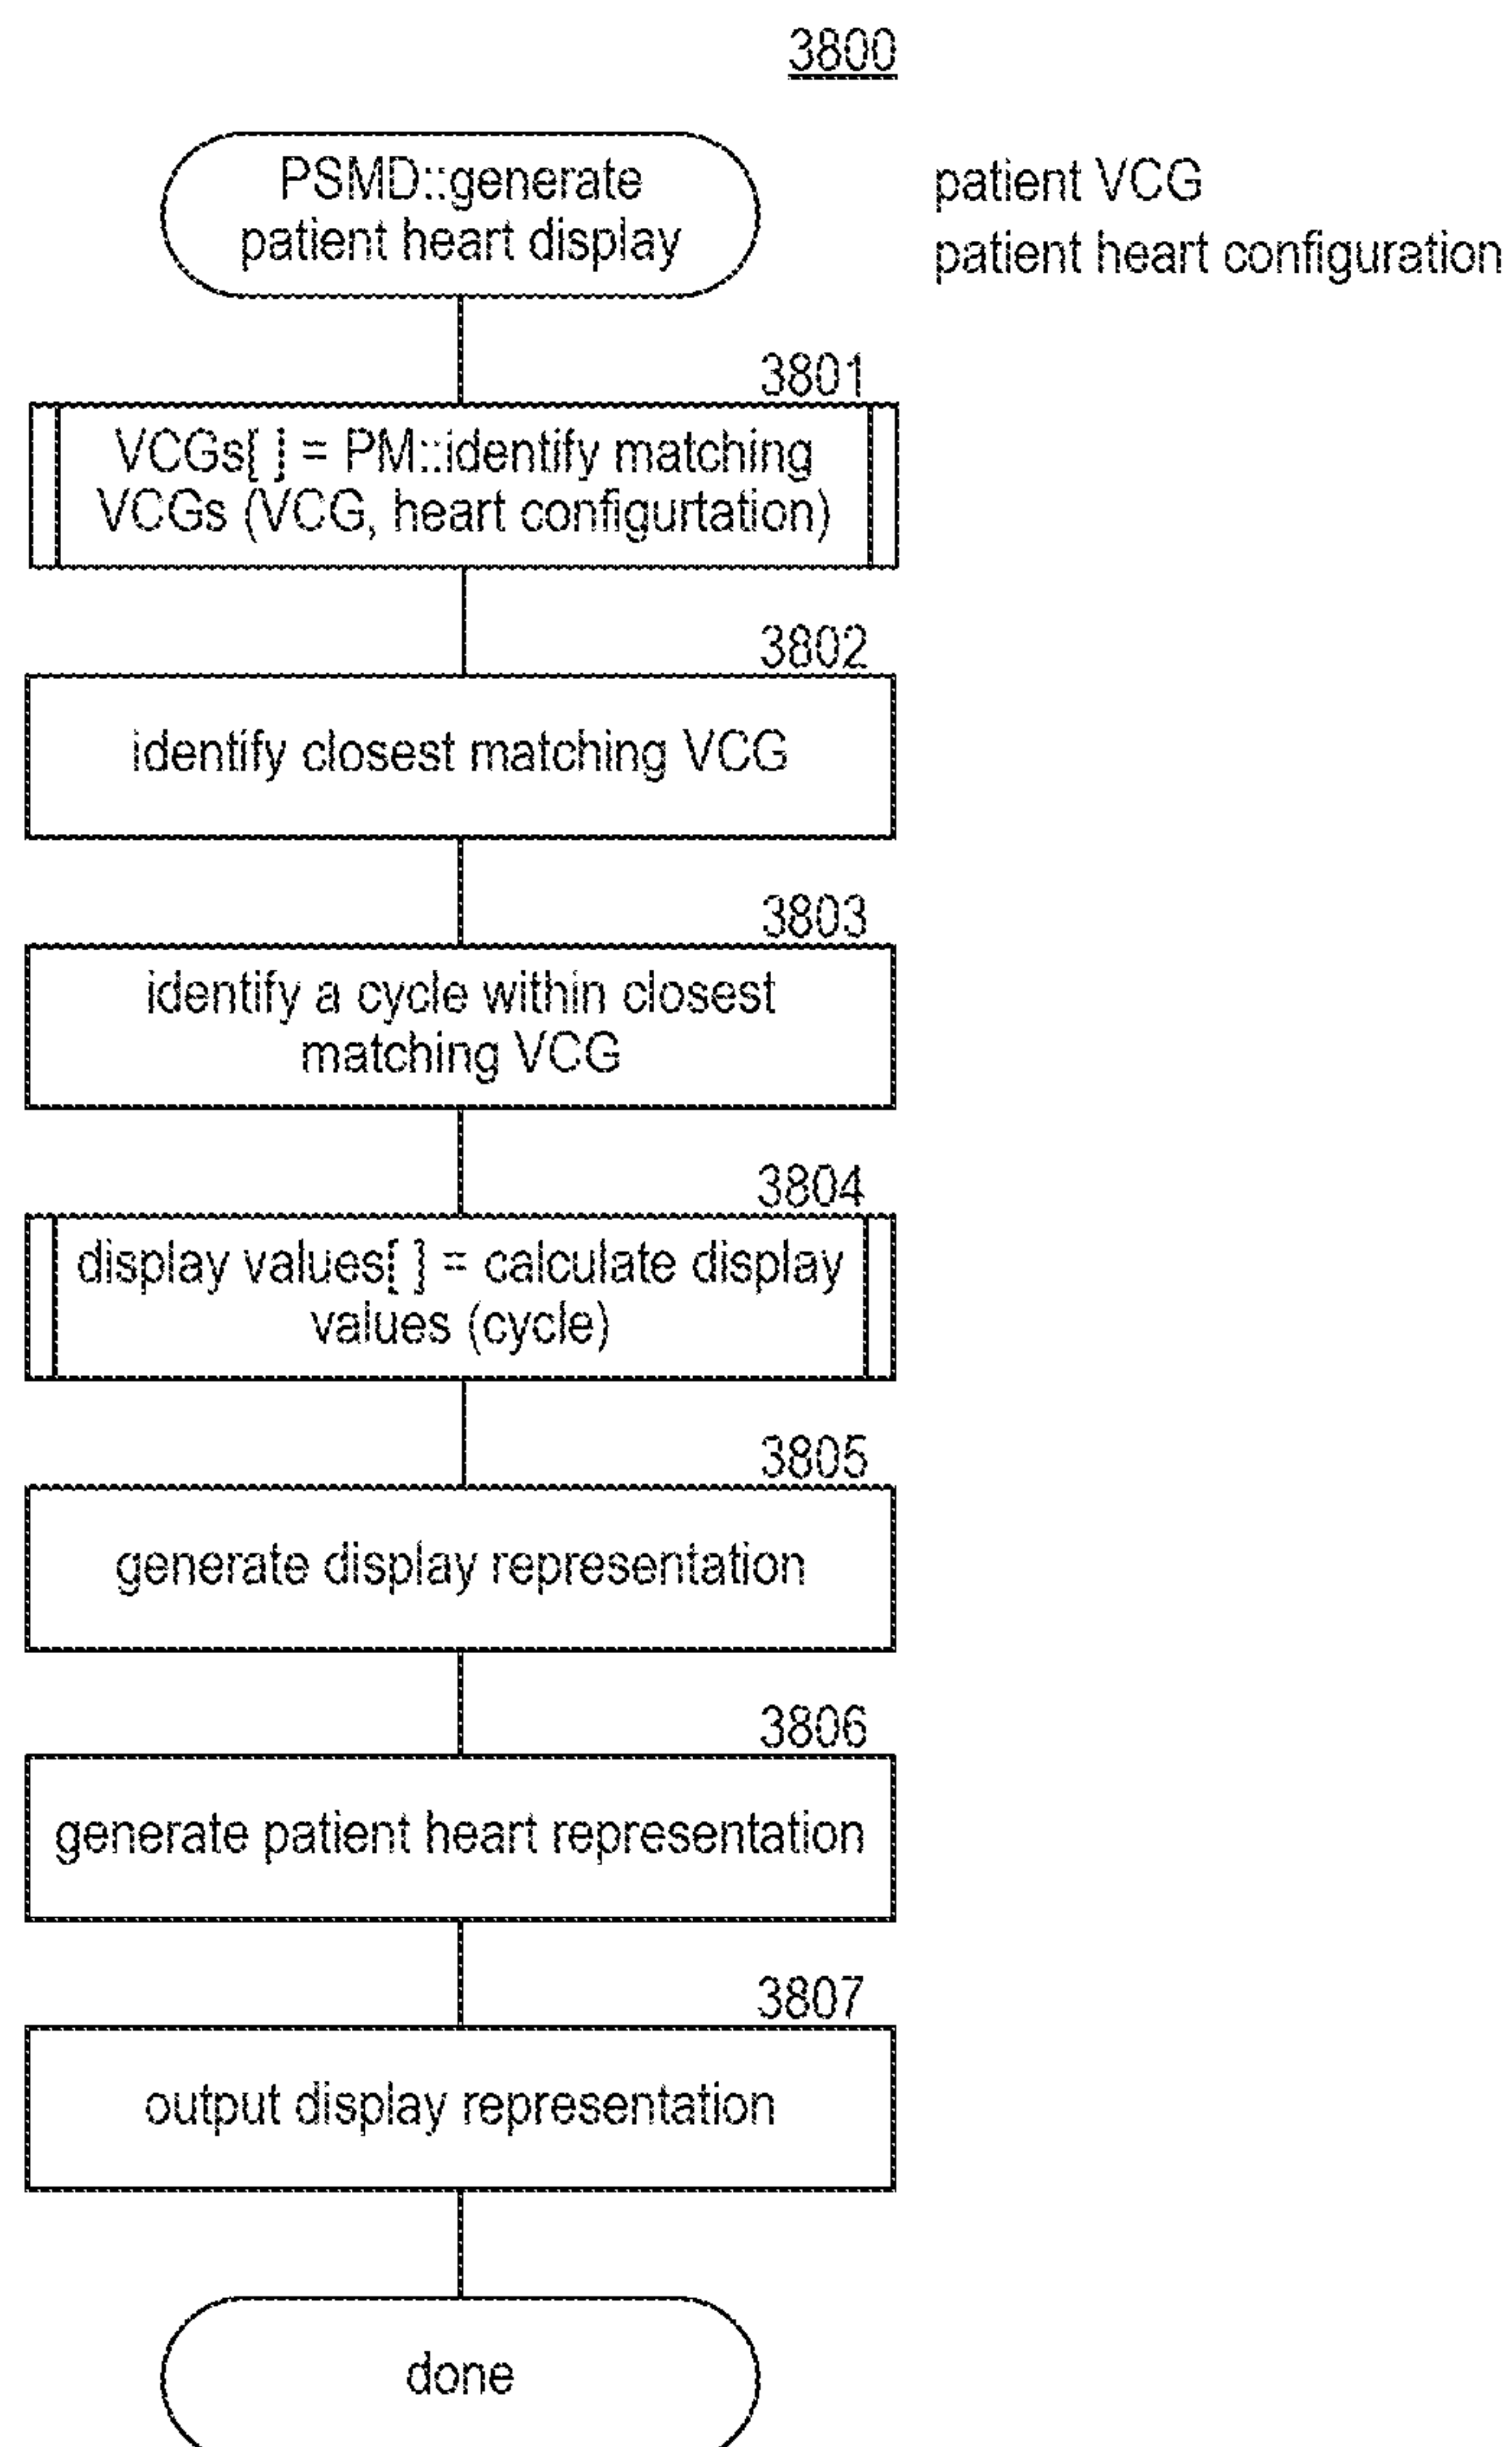 3800
PSMD::generate
patient heart display
patient VCG
patient heart configuration
3801
VCGs[ ] = PM::identify matching
VCGs (VCG, heart configurtation)
3802
identify closest matching VCG
3803
identify a cycle within closest
matching VCG
3804
display values[ ] = calculate display
values (cycle)
3805
generate display representation
3806
generate patient heart representation
3807
output display representation
done